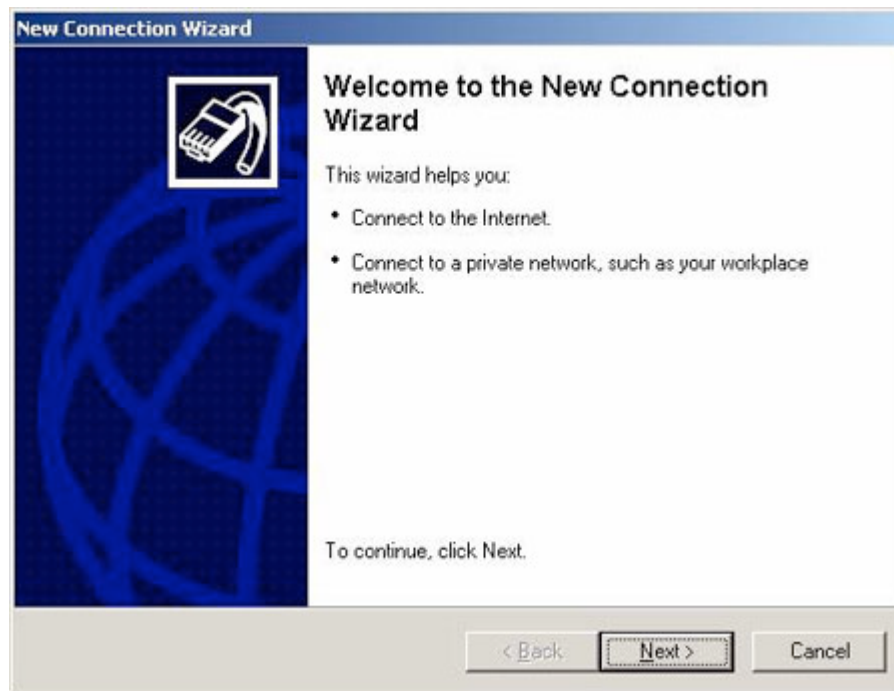 New Connection Wizard
Welcome to the New Connection
Wizard
This wizard helps you:
• Connect to the Internet.
• Connect to a private network, such as your workplace
network.
To continue, click Next.
< Back
Next >
Cancel